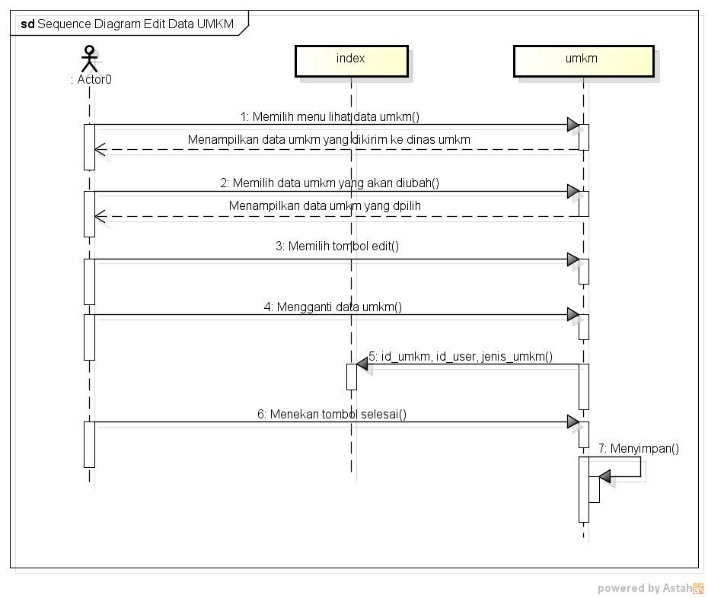 sd Sequence Diagram Edit Data UMKM
: Actor0
index
umkm
1: Memilih menu lihat data umkm()
Menampilkan data umkm yang dikirim ke dinas umkm
2: Memilih data umkm yang akan diubah()
Menampilkan data umkm yang dpilih
3: Memilih tombol edit()
4: Mengganti data umkm()
5: id_umkm, id_user, jenis_umkm()
6: Menekan tombol selesai()
7: Menyimpan()
powered by Astah